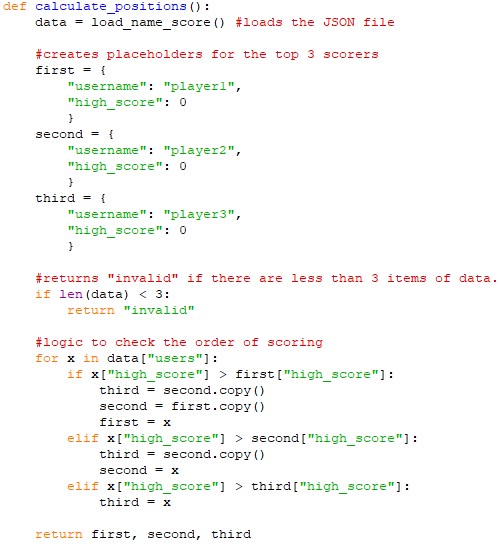 def calculate_positions():
    data = load_name_score() #loads the JSON file

    #creates placeholders for the top 3 scorers
    first = {
        "username": "player1",
        "high_score": 0
        }
    second = {
        "username": "player2",
        "high_score": 0
        }
    third = {
        "username": "player3",
        "high_score": 0
        }

    #returns "invalid" if there are less than 3 items of data.
    if len(data) < 3:
        return "invalid"

    #logic to check the order of scoring
    for x in data["users"]:
        if x["high_score"] > first["high_score"]:
            third = second.copy()
            second = first.copy()
            first = x
        elif x["high_score"] > second["high_score"]:
            third = second.copy()
            second = x
        elif x["high_score"] > third["high_score"]:
            third = x

    return first, second, third